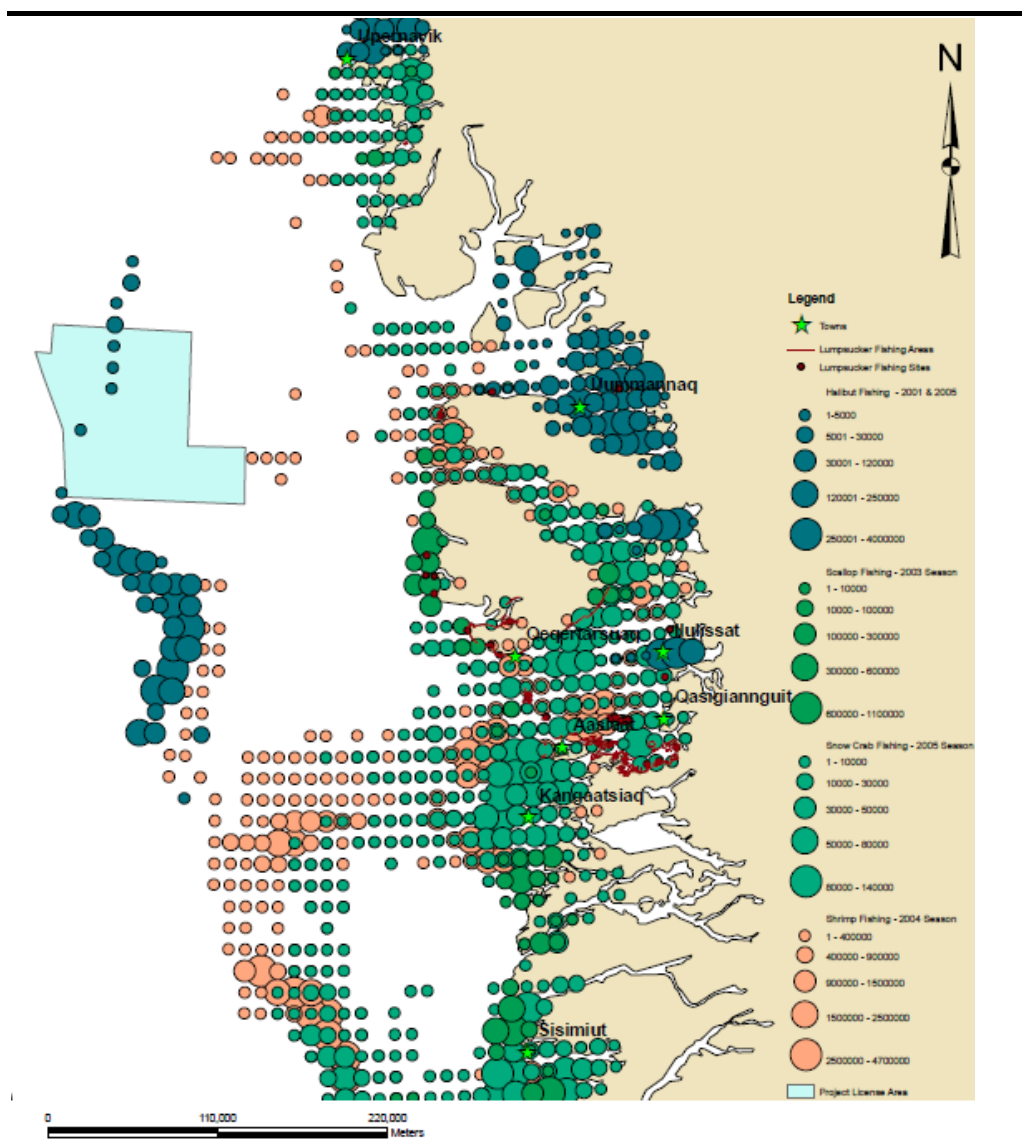 Upernavik
N
Legend
Towns
Lumpsucker Fishing Areas
Lumpsucker Fishing Sites
Halibut Fishing - 2001 & 2005
1-5000
5001 - 30000
30001 - 120000
120001 - 250000
250001 - 4000000
Uummannaq
Scallop Fishing - 2003 Season
1 - 10000
10000 - 100000
100000 - 300000
300000 - 600000
600000 - 1100000
Qeqertarsuaq
Ilulissat
Qasigiannguit
Aasiaat
Kangaatsiaq
Snow Crab Fishing - 2005 Season
1 - 10000
10000 - 30000
30000 - 50000
50000 - 80000
80000 - 140000
Shrimp Fishing - 2004 Season
1 - 400000
400000 - 900000
900000 - 1500000
1500000 - 2500000
2500000 - 4700000
Sisimiut
Project License Area
0 110,000 220,000
Meters